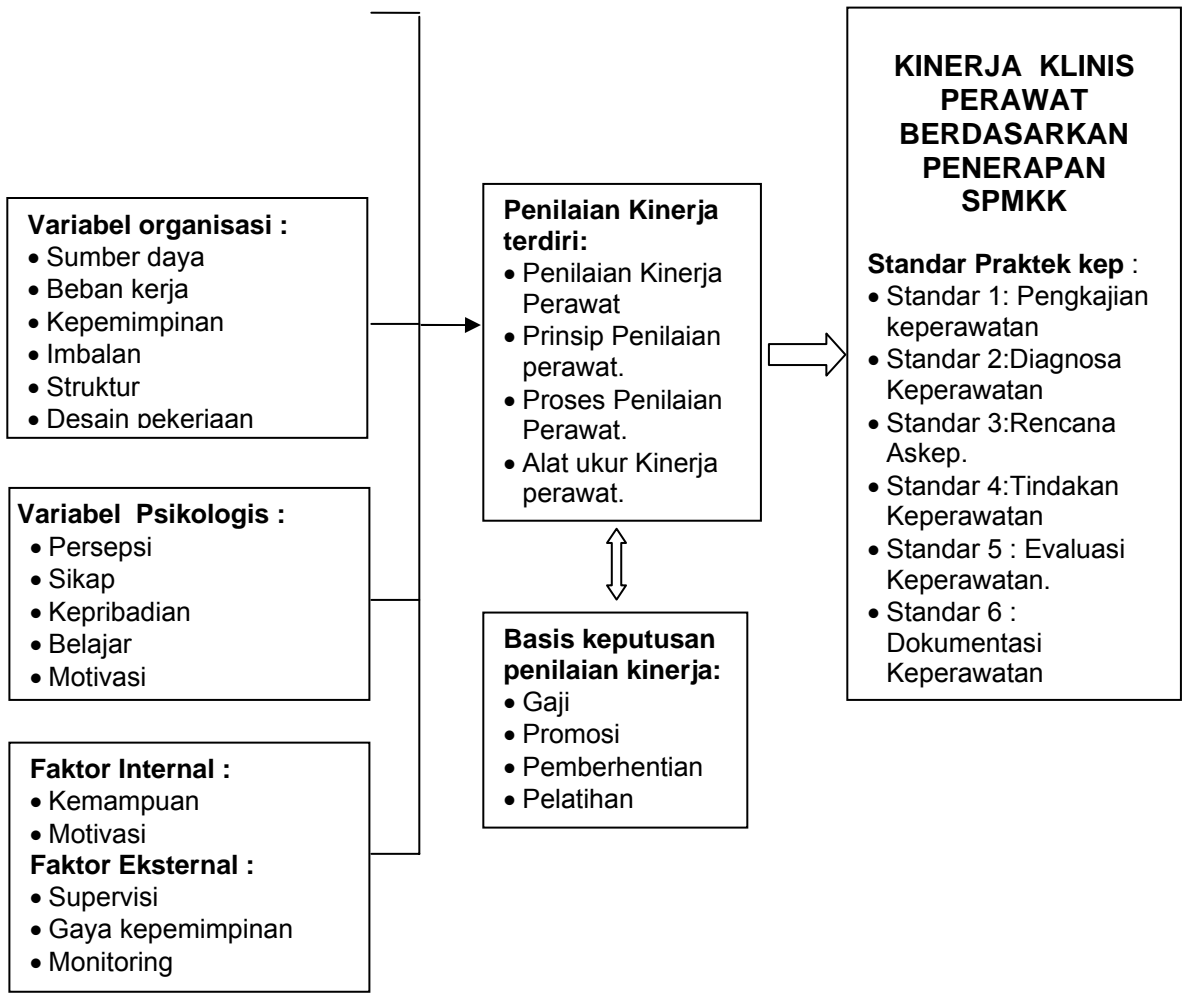 Variabel organisasi :
• Sumber daya
• Beban kerja
• Kepemimpinan
• Imbalan
• Struktur
• Desain pekerjaan
Variabel Psikologis :
• Persepsi
• Sikap
• Kepribadian
• Belajar
• Motivasi
Faktor Internal :
• Kemampuan
• Motivasi
Faktor Eksternal :
• Supervisi
• Gaya kepemimpinan
• Monitoring
Penilaian Kinerja
terdiri:
• Penilaian Kinerja
Perawat
• Prinsip Penilaian
perawat.
• Proses Penilaian
Perawat.
• Alat ukur Kinerja
perawat.
Basis keputusan
penilaian kinerja:
• Gaji
• Promosi
• Pemberhentian
• Pelatihan
KINERJA KLINIS
PERAWAT
BERDASARKAN
PENERAPAN
SPMKK
Standar Praktek kep :
• Standar 1: Pengkajian
keperawatan
• Standar 2:Diagnosa
Keperawatan
• Standar 3:Rencana
Askep.
• Standar 4:Tindakan
Keperawatan
• Standar 5 : Evaluasi
Keperawatan.
• Standar 6 :
Dokumentasi
Keperawatan